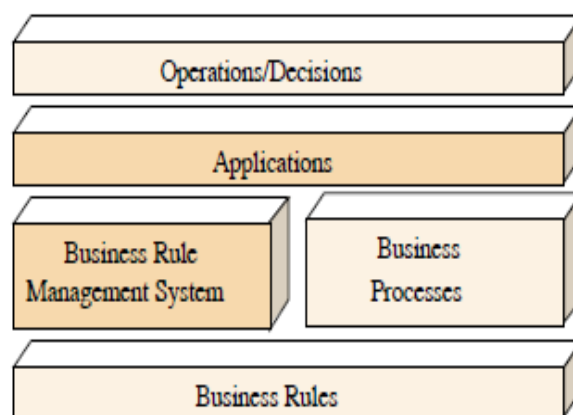 Operations/Decisions
Applications
Business Rule
Management System
Business
Processes
Business Rules